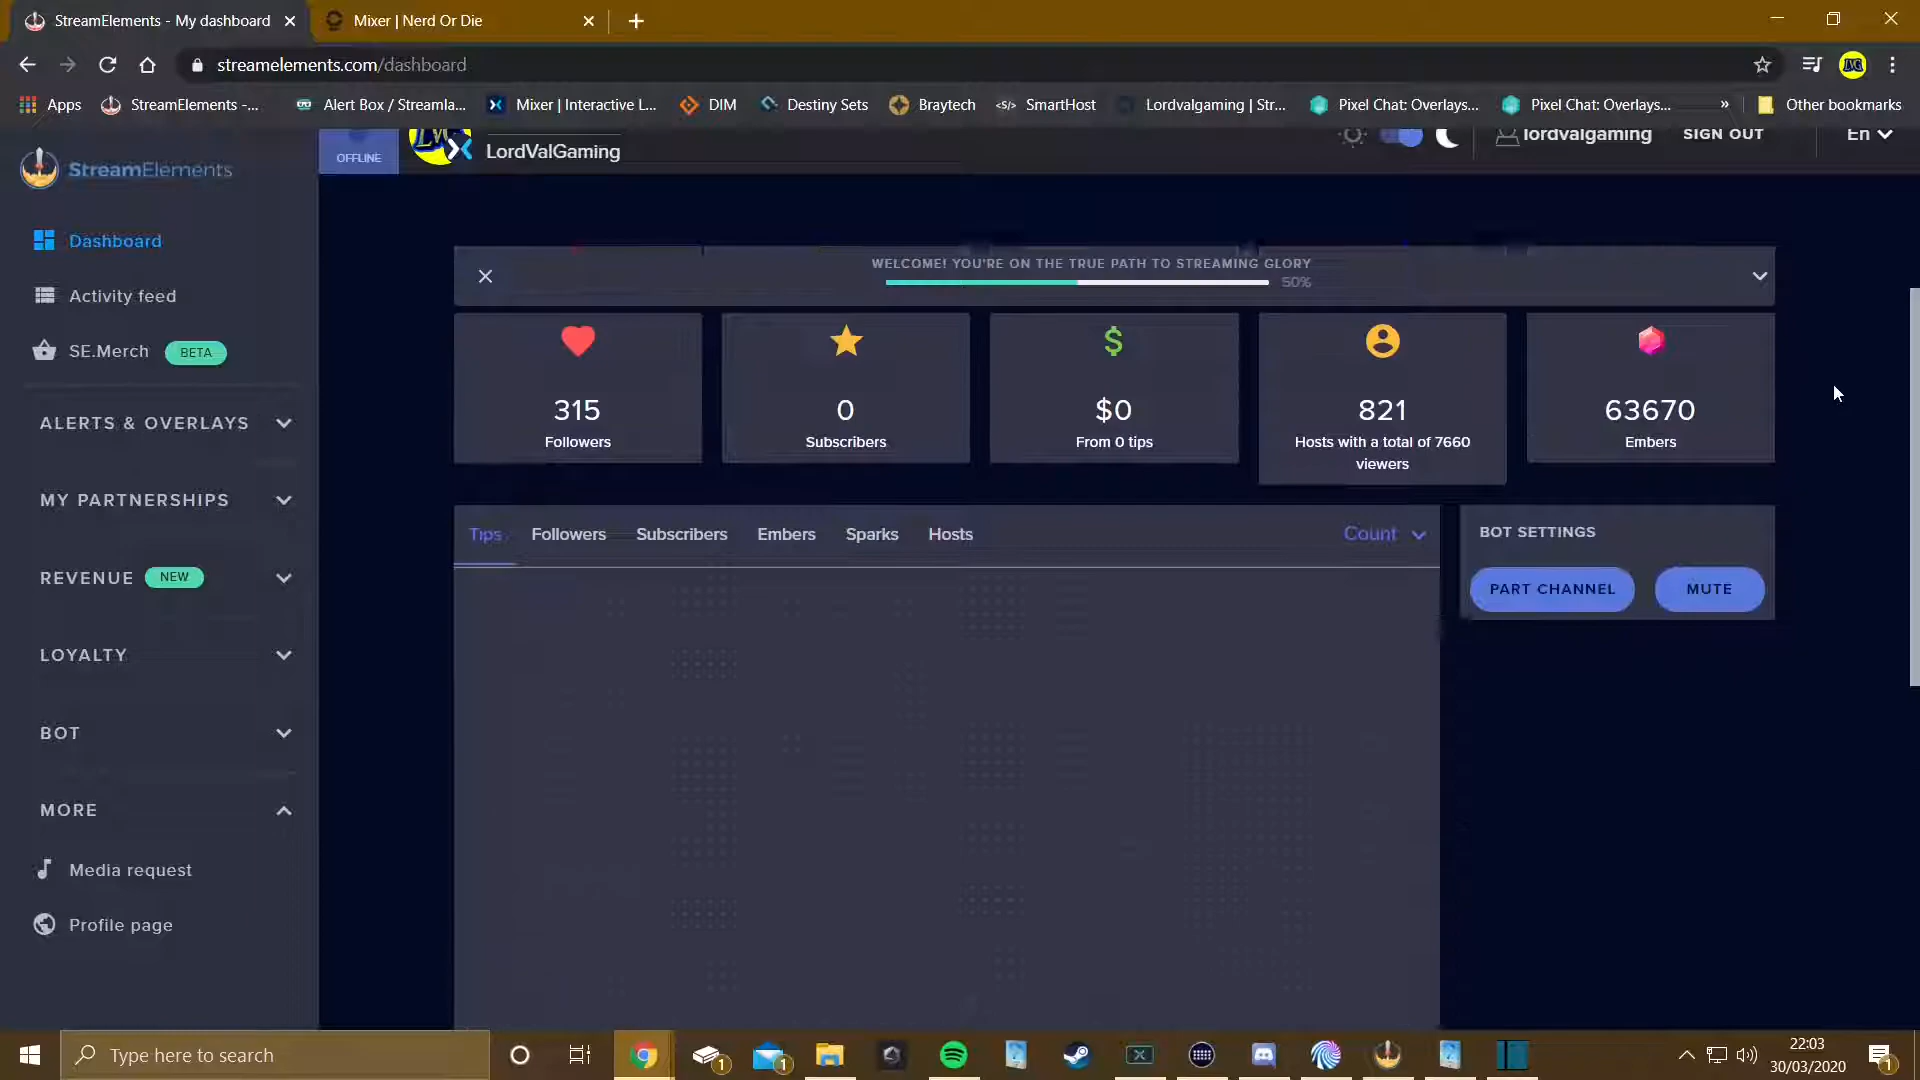 StreamElements - My dashboard
Mixer | Nerd Or Die
streamelements.com/dashboard
Apps
StreamElements -...
Alert Box / Streamla...
Mixer | Interactive L...
DIM
Destiny Sets
Braytech
</s>
SmartHost
Lordvalgaming | Str...
Pixel Chat: Overlays...
Pixel Chat: Overlays...
»
Other bookmarks
StreamElements
OFFLINE
LordValGaming
lordvalgaming
SIGN OUT
En
Dashboard
Activity feed
SE.Merch BETA
ALERTS & OVERLAYS
MY PARTNERSHIPS
REVENUE NEW
LOYALTY
BOT
MORE
Media request
Profile page
WELCOME! YOU'RE ON THE TRUE PATH TO STREAMING GLORY
50%
315
Followers
0
Subscribers
$0
From 0 tips
821
Hosts with a total of 7660
viewers
63670
Embers
Tips
Followers
Subscribers
Embers
Sparks
Hosts
Count
BOT SETTINGS
PART CHANNEL
MUTE
Type here to search
1
1
22:03
30/03/2020
1